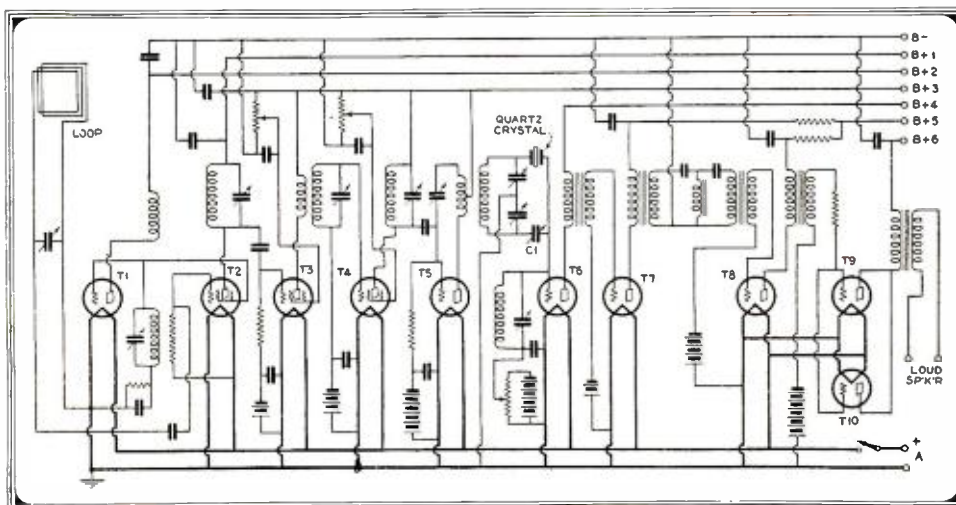 B-
B+1
B+2
B+3
B+4
B+5
B+6
LOOP
QUARTZ
CRYSTAL
C1
T1
T2
T3
T4
T5
T6
T7
T8
T9
T10
LOUD
SP'K'R
+
A
-